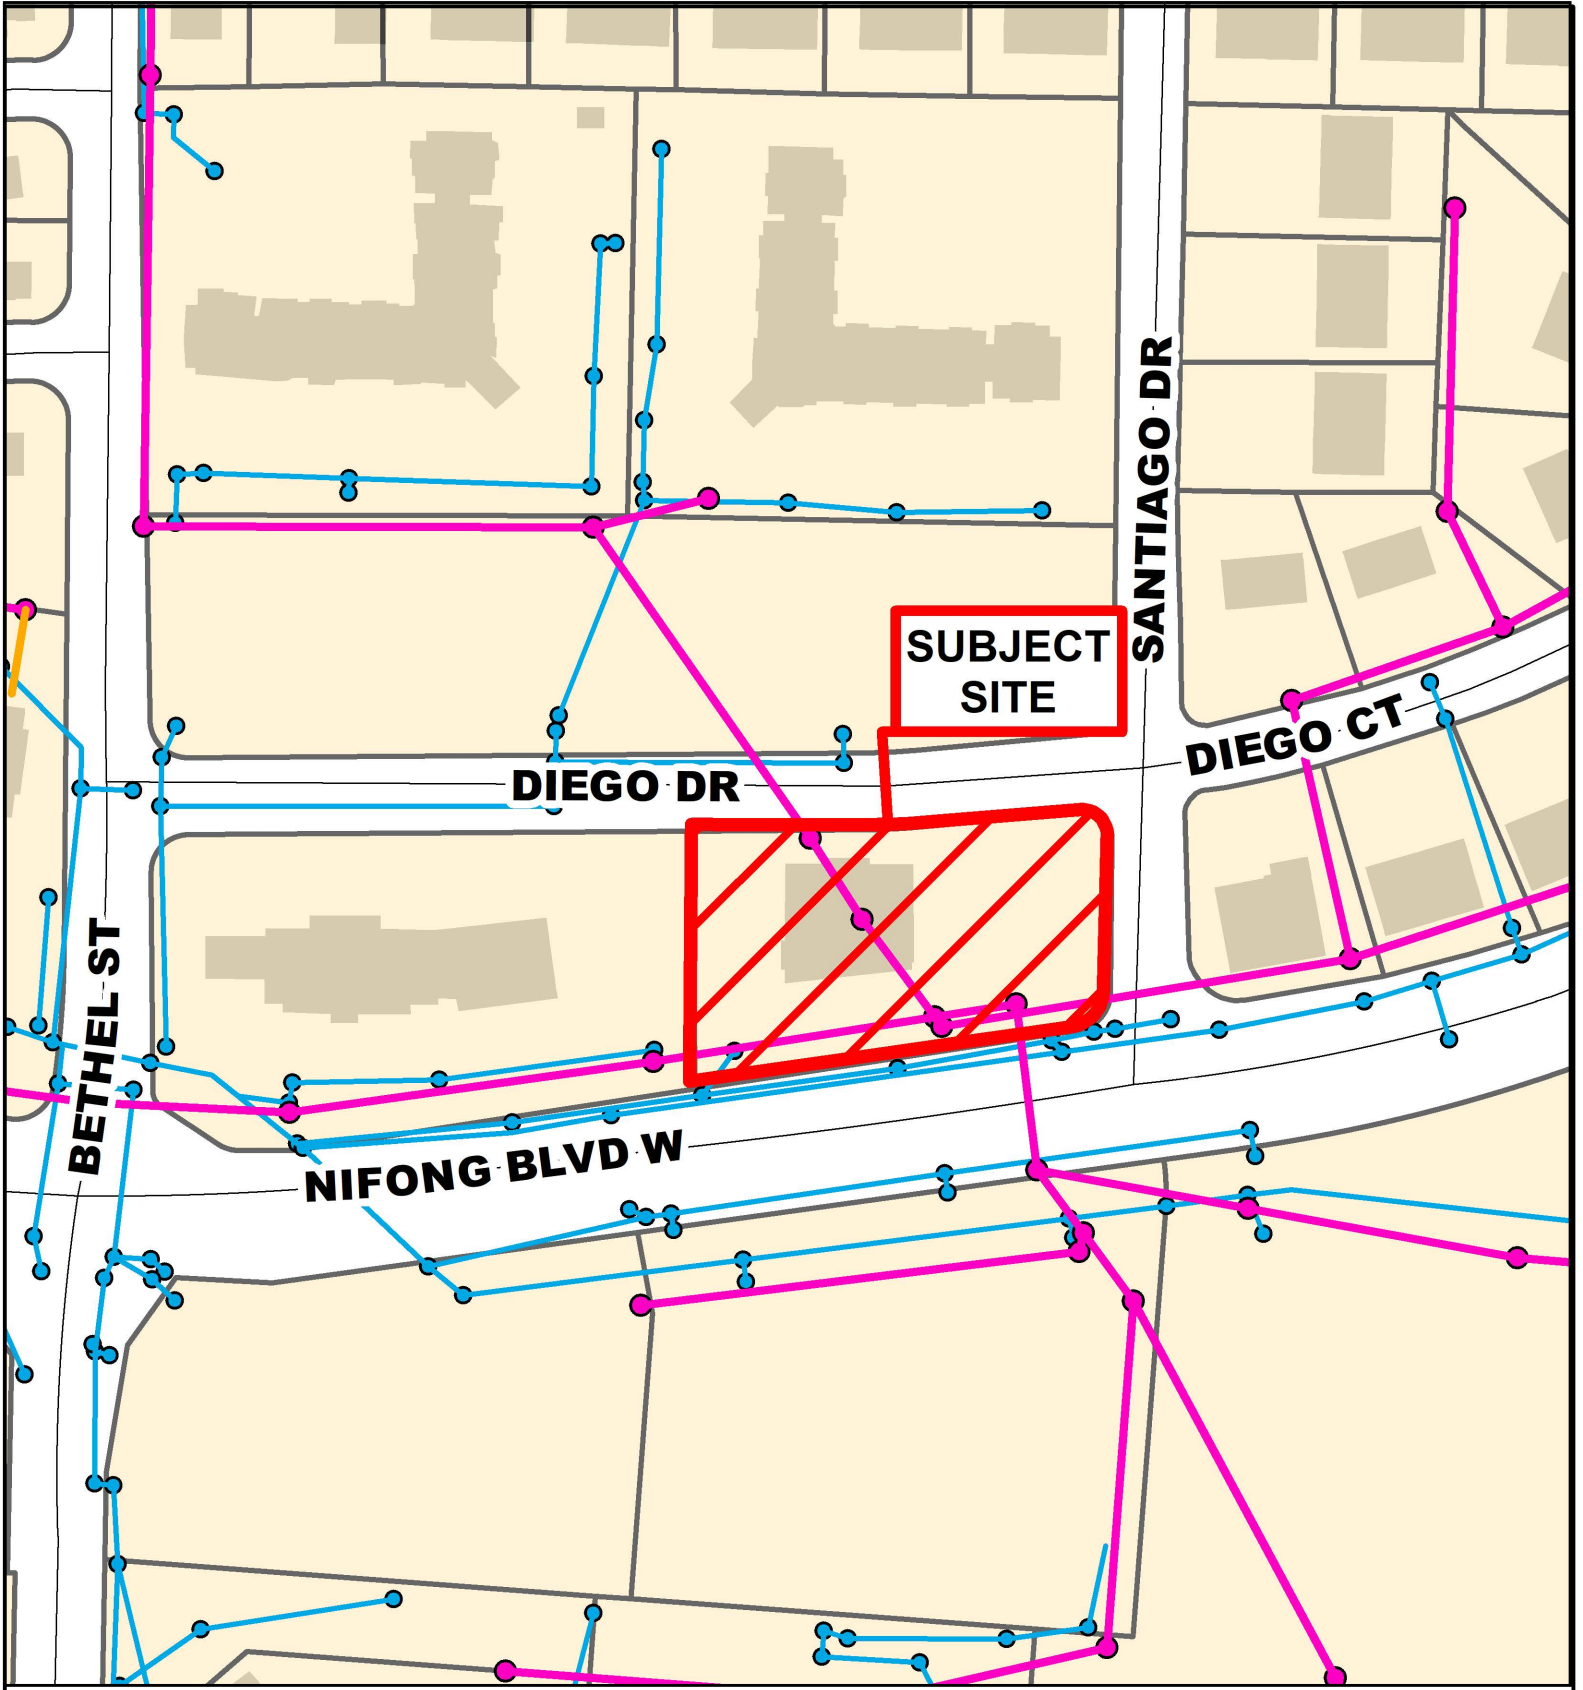 SANTIAGO DR
SUBJECT
SITE
DIEGO CT
DIEGO DR
BETHEL ST
NIFONG BLVD W